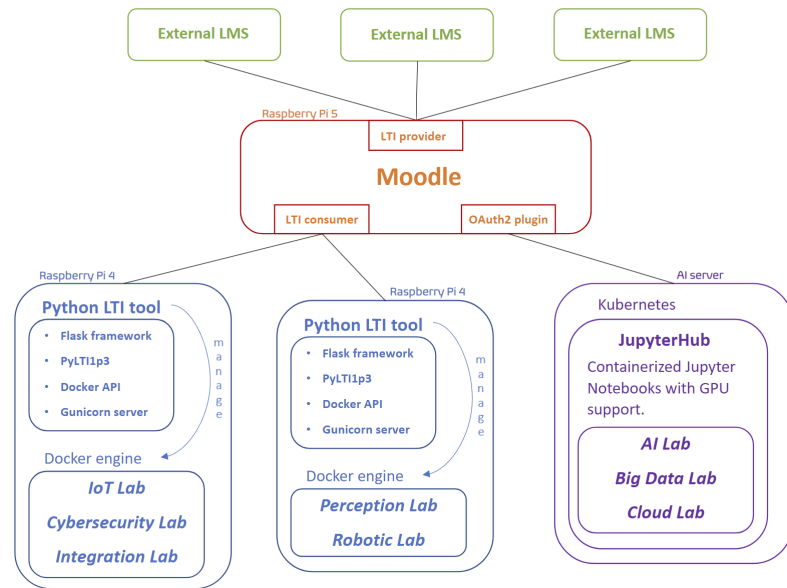 External LMS
External LMS
External LMS
Raspberry Pi 5
LTI provider
Moodle
LTI consumer
OAuth2 plugin
Raspberry Pi 4
Python LTI tool
• Flask framework
• PyLTI1p3
• Docker API
• Gunicorn server
manage
Docker engine
IoT Lab
Cybersecurity Lab
Integration Lab
Raspberry Pi 4
Python LTI tool
• Flask framework
• PyLTI1p3
• Docker API
• Gunicorn server
manage
Docker engine
Perception Lab
Robotic Lab
AI server
Kubernetes
JupyterHub
Containerized Jupyter
Notebooks with GPU
support.
AI Lab
Big Data Lab
Cloud Lab